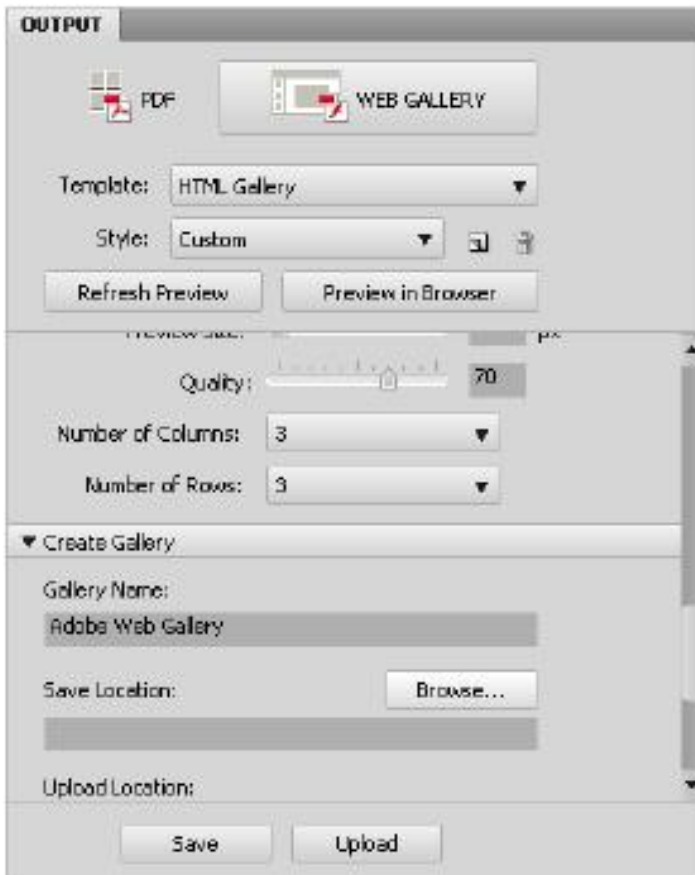 OUTPUT
PDF WEB GALLERY
Template: HTML Gallery
Style: Custom
Refresh Preview Preview in Browser
Preview Size: px
Quality: 70
Number of Columns: 3
Number of Rows: 3
Create Gallery
Gallery Name:
Adobe Web Gallery
Save Location: Browse...
Upload Location:
Save Upload